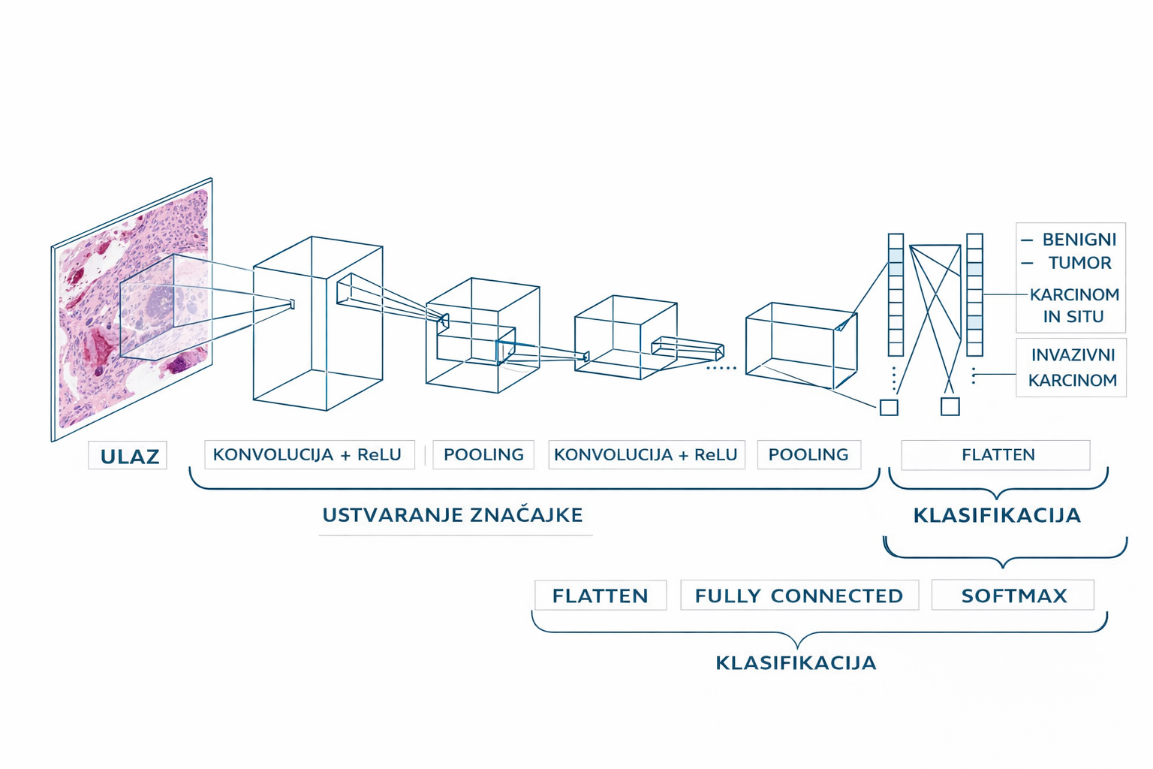 — BENIGNI
— TUMOR
KARCINOM
IN SITU
INVAZIVNI
KARCINOM
ULAZ
KONVOLUCIJA + ReLU
POOLING
KONVOLUCIJA + ReLU
POOLING
FLATTEN
USTVARANJE ZNAČAJKE
KLASIFIKACIJA
FLATTEN
FULLY CONNECTED
SOFTMAX
KLASIFIKACIJA